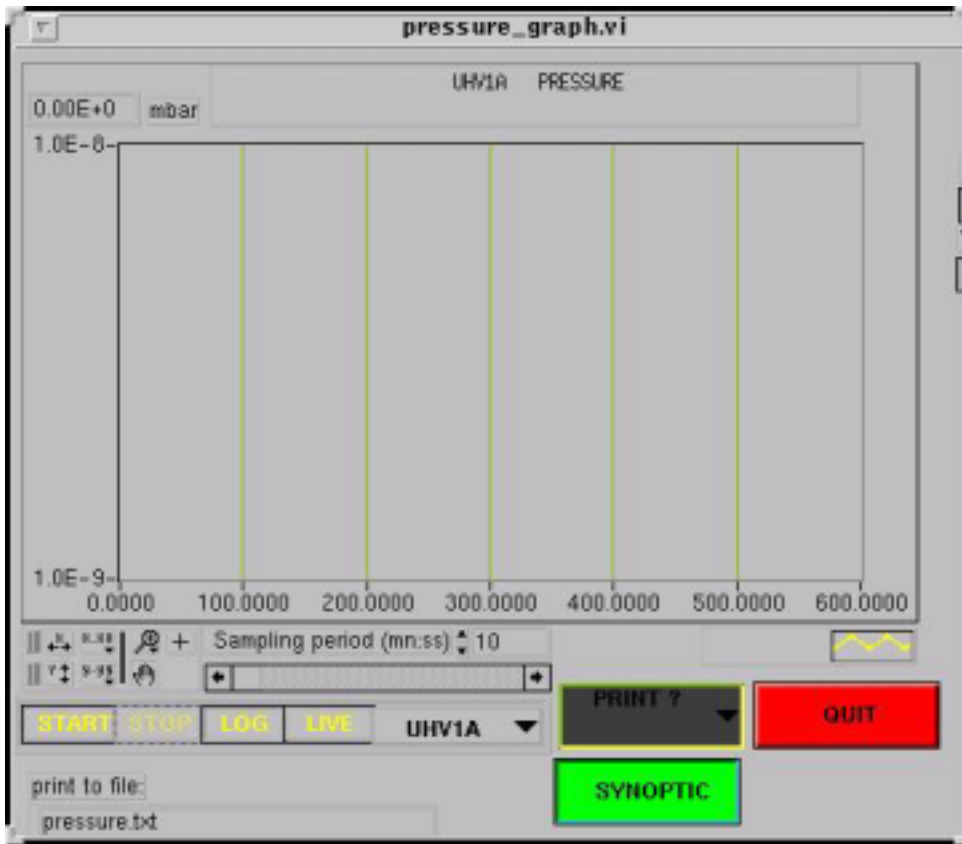 pressure_graph.vi
UHV1A PRESSURE
0.00E+0 mbar
1.0E-8
1.0E-9
0.0000 100.0000 200.0000 300.0000 400.0000 500.0000 600.0000
Sampling period (mn:ss) 10
START STOP LOG LIVE UHV1A
PRINT ?
QUIT
SYNOPTIC
print to file:
pressure.txt